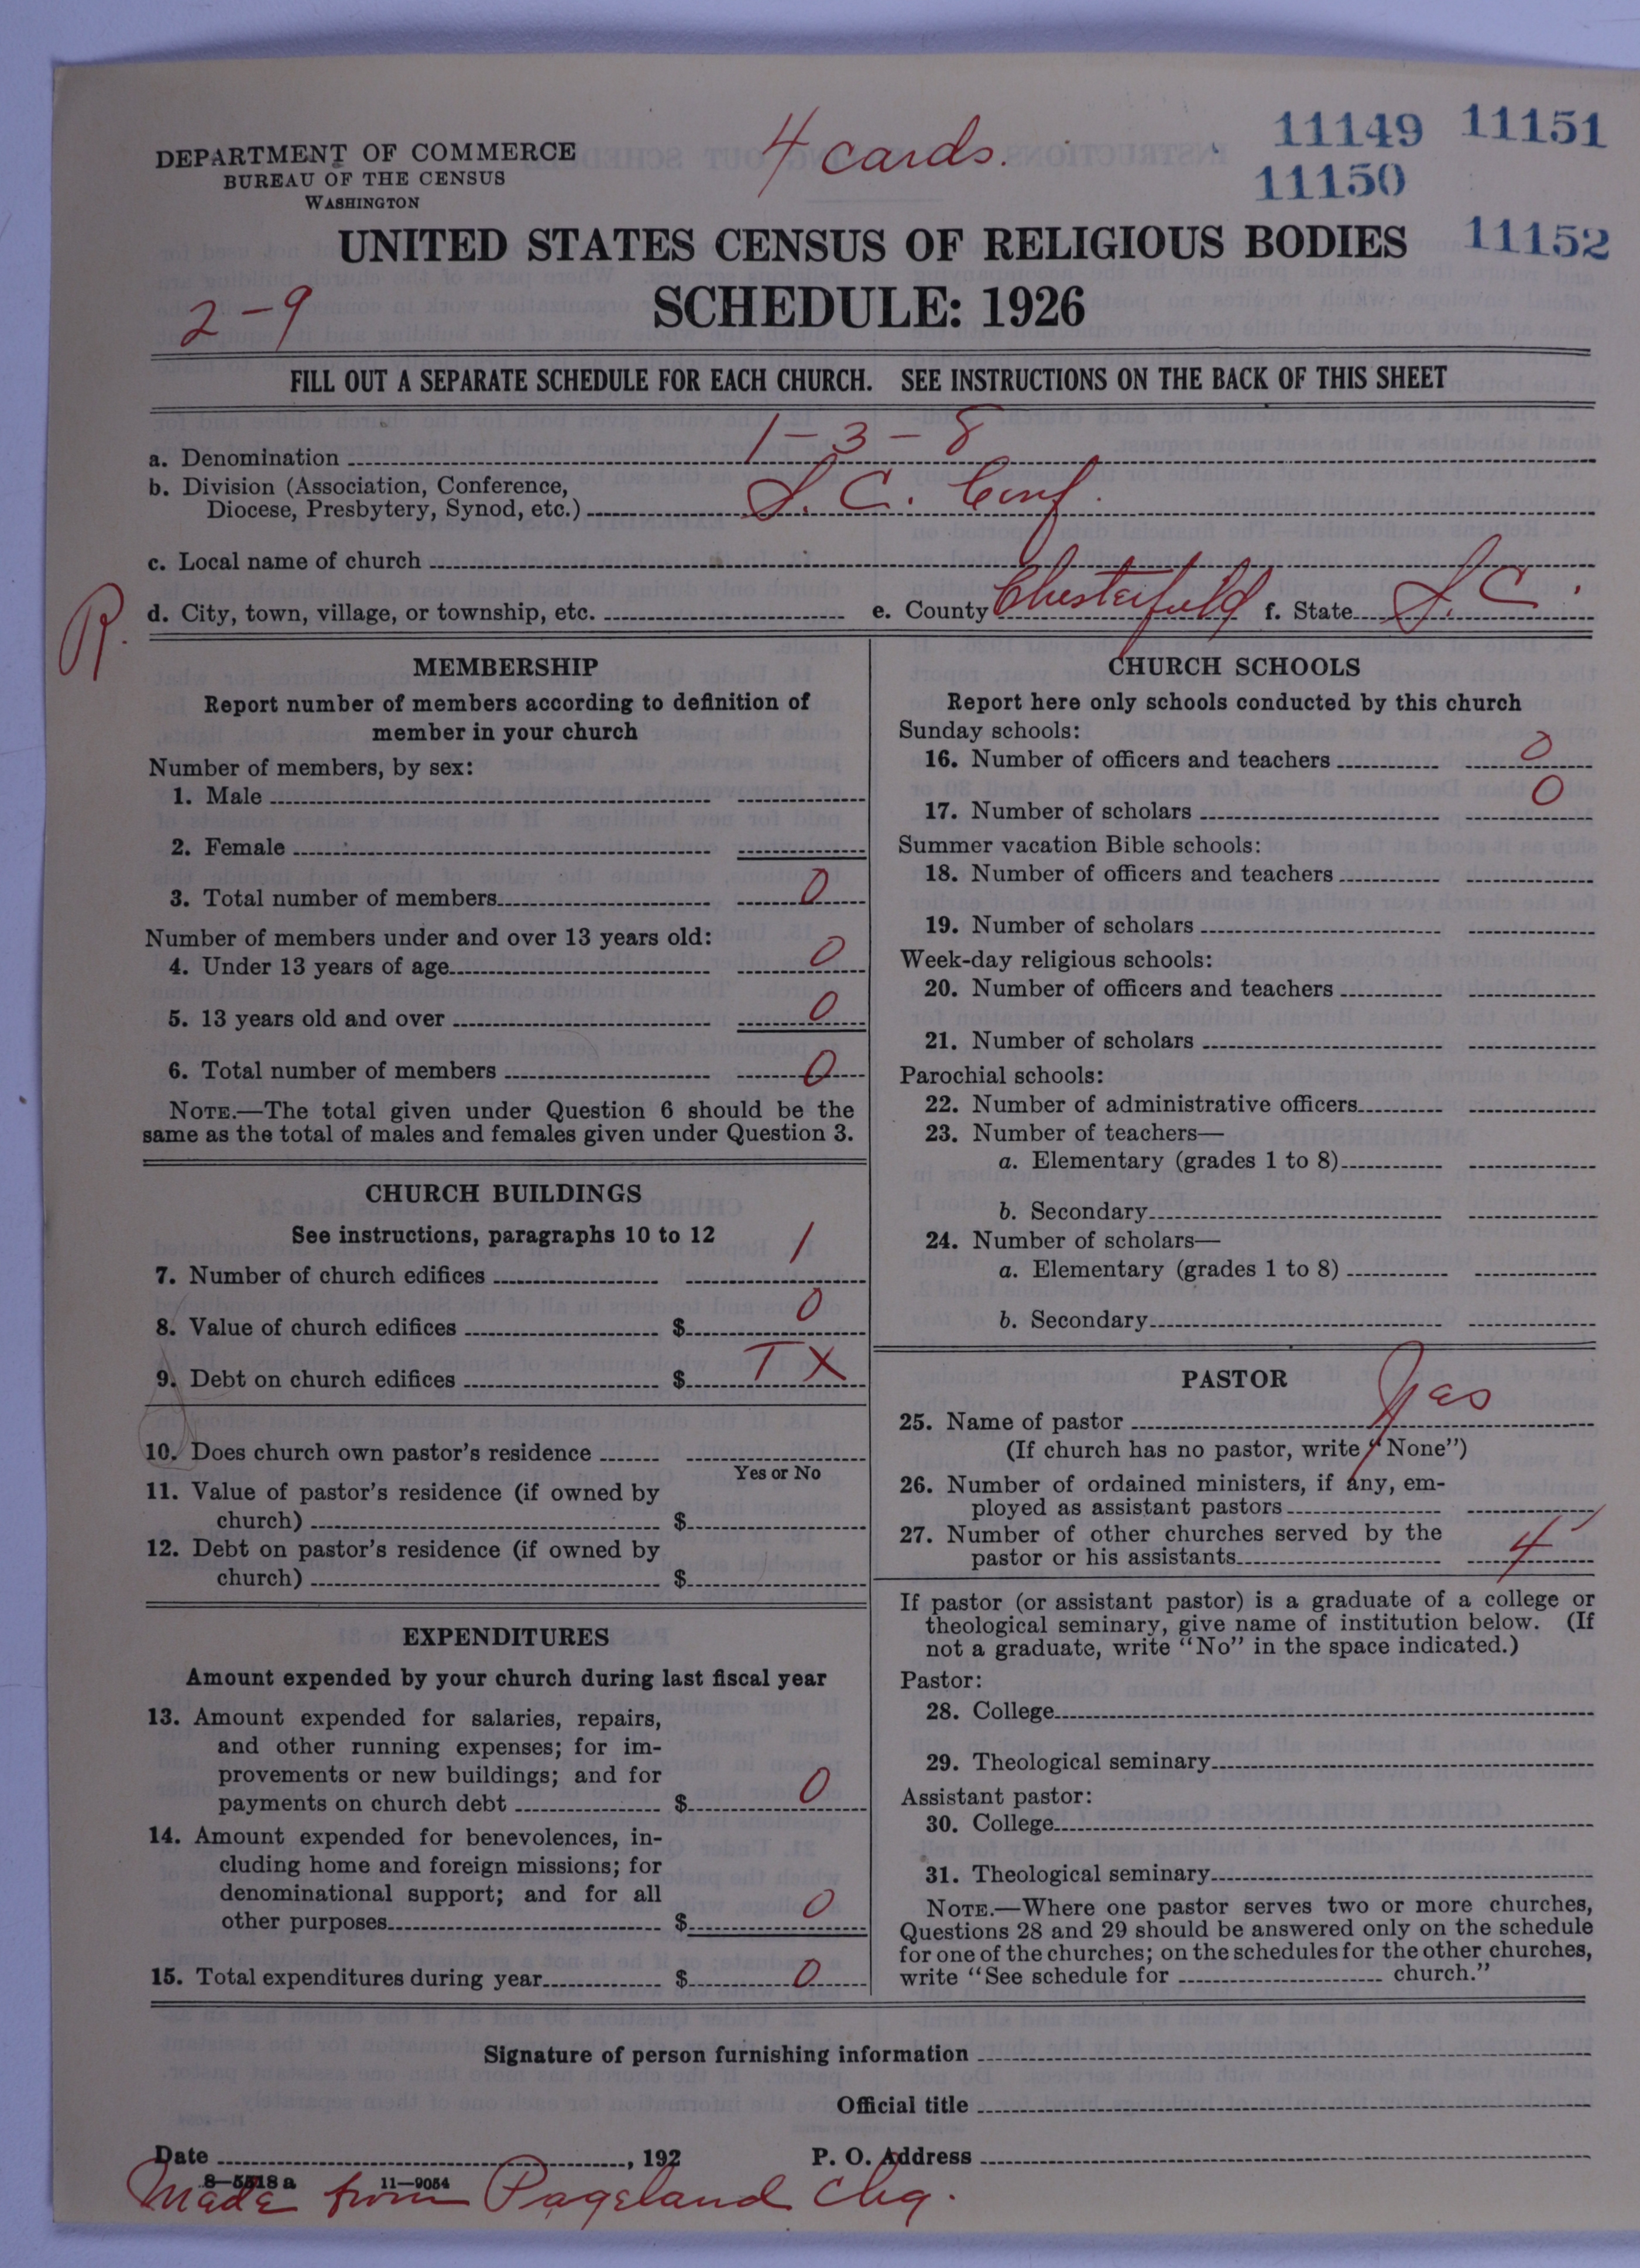 4 cards.
11149 11151
11150
11152
DEPARTMENT OF COMMERCE
BUREAU OF THE CENSUS
WASHINGTON
UNITED STATES CENSUS OF RELIGIOUS BODIES
SCHEDULE: 1926
2-9
FILL OUT A SEPARATE SCHEDULE FOR EACH CHURCH. SEE INSTRUCTIONS ON THE BACK OF THIS SHEET
a. Denomination 1-3-8
b. Division (Association, Conference,
Diocese, Presbytery, Synod, etc.) S. C. Conf.
c. Local name of church
R.
d. City, town, village, or township, etc. e. County Chesterfield f. State S. C.
MEMBERSHIP
Report number of members according to definition of
member in your church
Number of members, by sex:
1. Male
2. Female
3. Total number of members 0
Number of members under and over 13 years old:
4. Under 13 years of age 0
5. 13 years old and over 0
6. Total number of members 0
NOTE.—The total given under Question 6 should be the
same as the total of males and females given under Question 3.
CHURCH BUILDINGS
See instructions, paragraphs 10 to 12
7. Number of church edifices 1
8. Value of church edifices $ 0
9. Debt on church edifices $ TX
10. Does church own pastor's residence
Yes or No
11. Value of pastor's residence (if owned by
church) $
12. Debt on pastor's residence (if owned by
church) $
EXPENDITURES
Amount expended by your church during last fiscal year
13. Amount expended for salaries, repairs,
and other running expenses; for im-
provements or new buildings; and for
payments on church debt $ 0
14. Amount expended for benevolences, in-
cluding home and foreign missions; for
denominational support; and for all
other purposes $ 0
15. Total expenditures during year $ 0
CHURCH SCHOOLS
Report here only schools conducted by this church
Sunday schools:
16. Number of officers and teachers 0
17. Number of scholars 0
Summer vacation Bible schools:
18. Number of officers and teachers
19. Number of scholars
Week-day religious schools:
20. Number of officers and teachers
21. Number of scholars
Parochial schools:
22. Number of administrative officers
23. Number of teachers—
a. Elementary (grades 1 to 8)
b. Secondary
24. Number of scholars—
a. Elementary (grades 1 to 8)
b. Secondary
PASTOR
25. Name of pastor yes
(If church has no pastor, write "None")
26. Number of ordained ministers, if any, em-
ployed as assistant pastors
27. Number of other churches served by the
pastor or his assistants 4
If pastor (or assistant pastor) is a graduate of a college or
theological seminary, give name of institution below. (If
not a graduate, write "No" in the space indicated.)
Pastor:
28. College
29. Theological seminary
Assistant pastor:
30. College
31. Theological seminary
NOTE.—Where one pastor serves two or more churches,
Questions 28 and 29 should be answered only on the schedule
for one of the churches; on the schedules for the other churches,
write "See schedule for church."
Signature of person furnishing information
Official title
Date , 192 P. O. Address
8—5518 a 11—9054
Made from Pageland Chg.